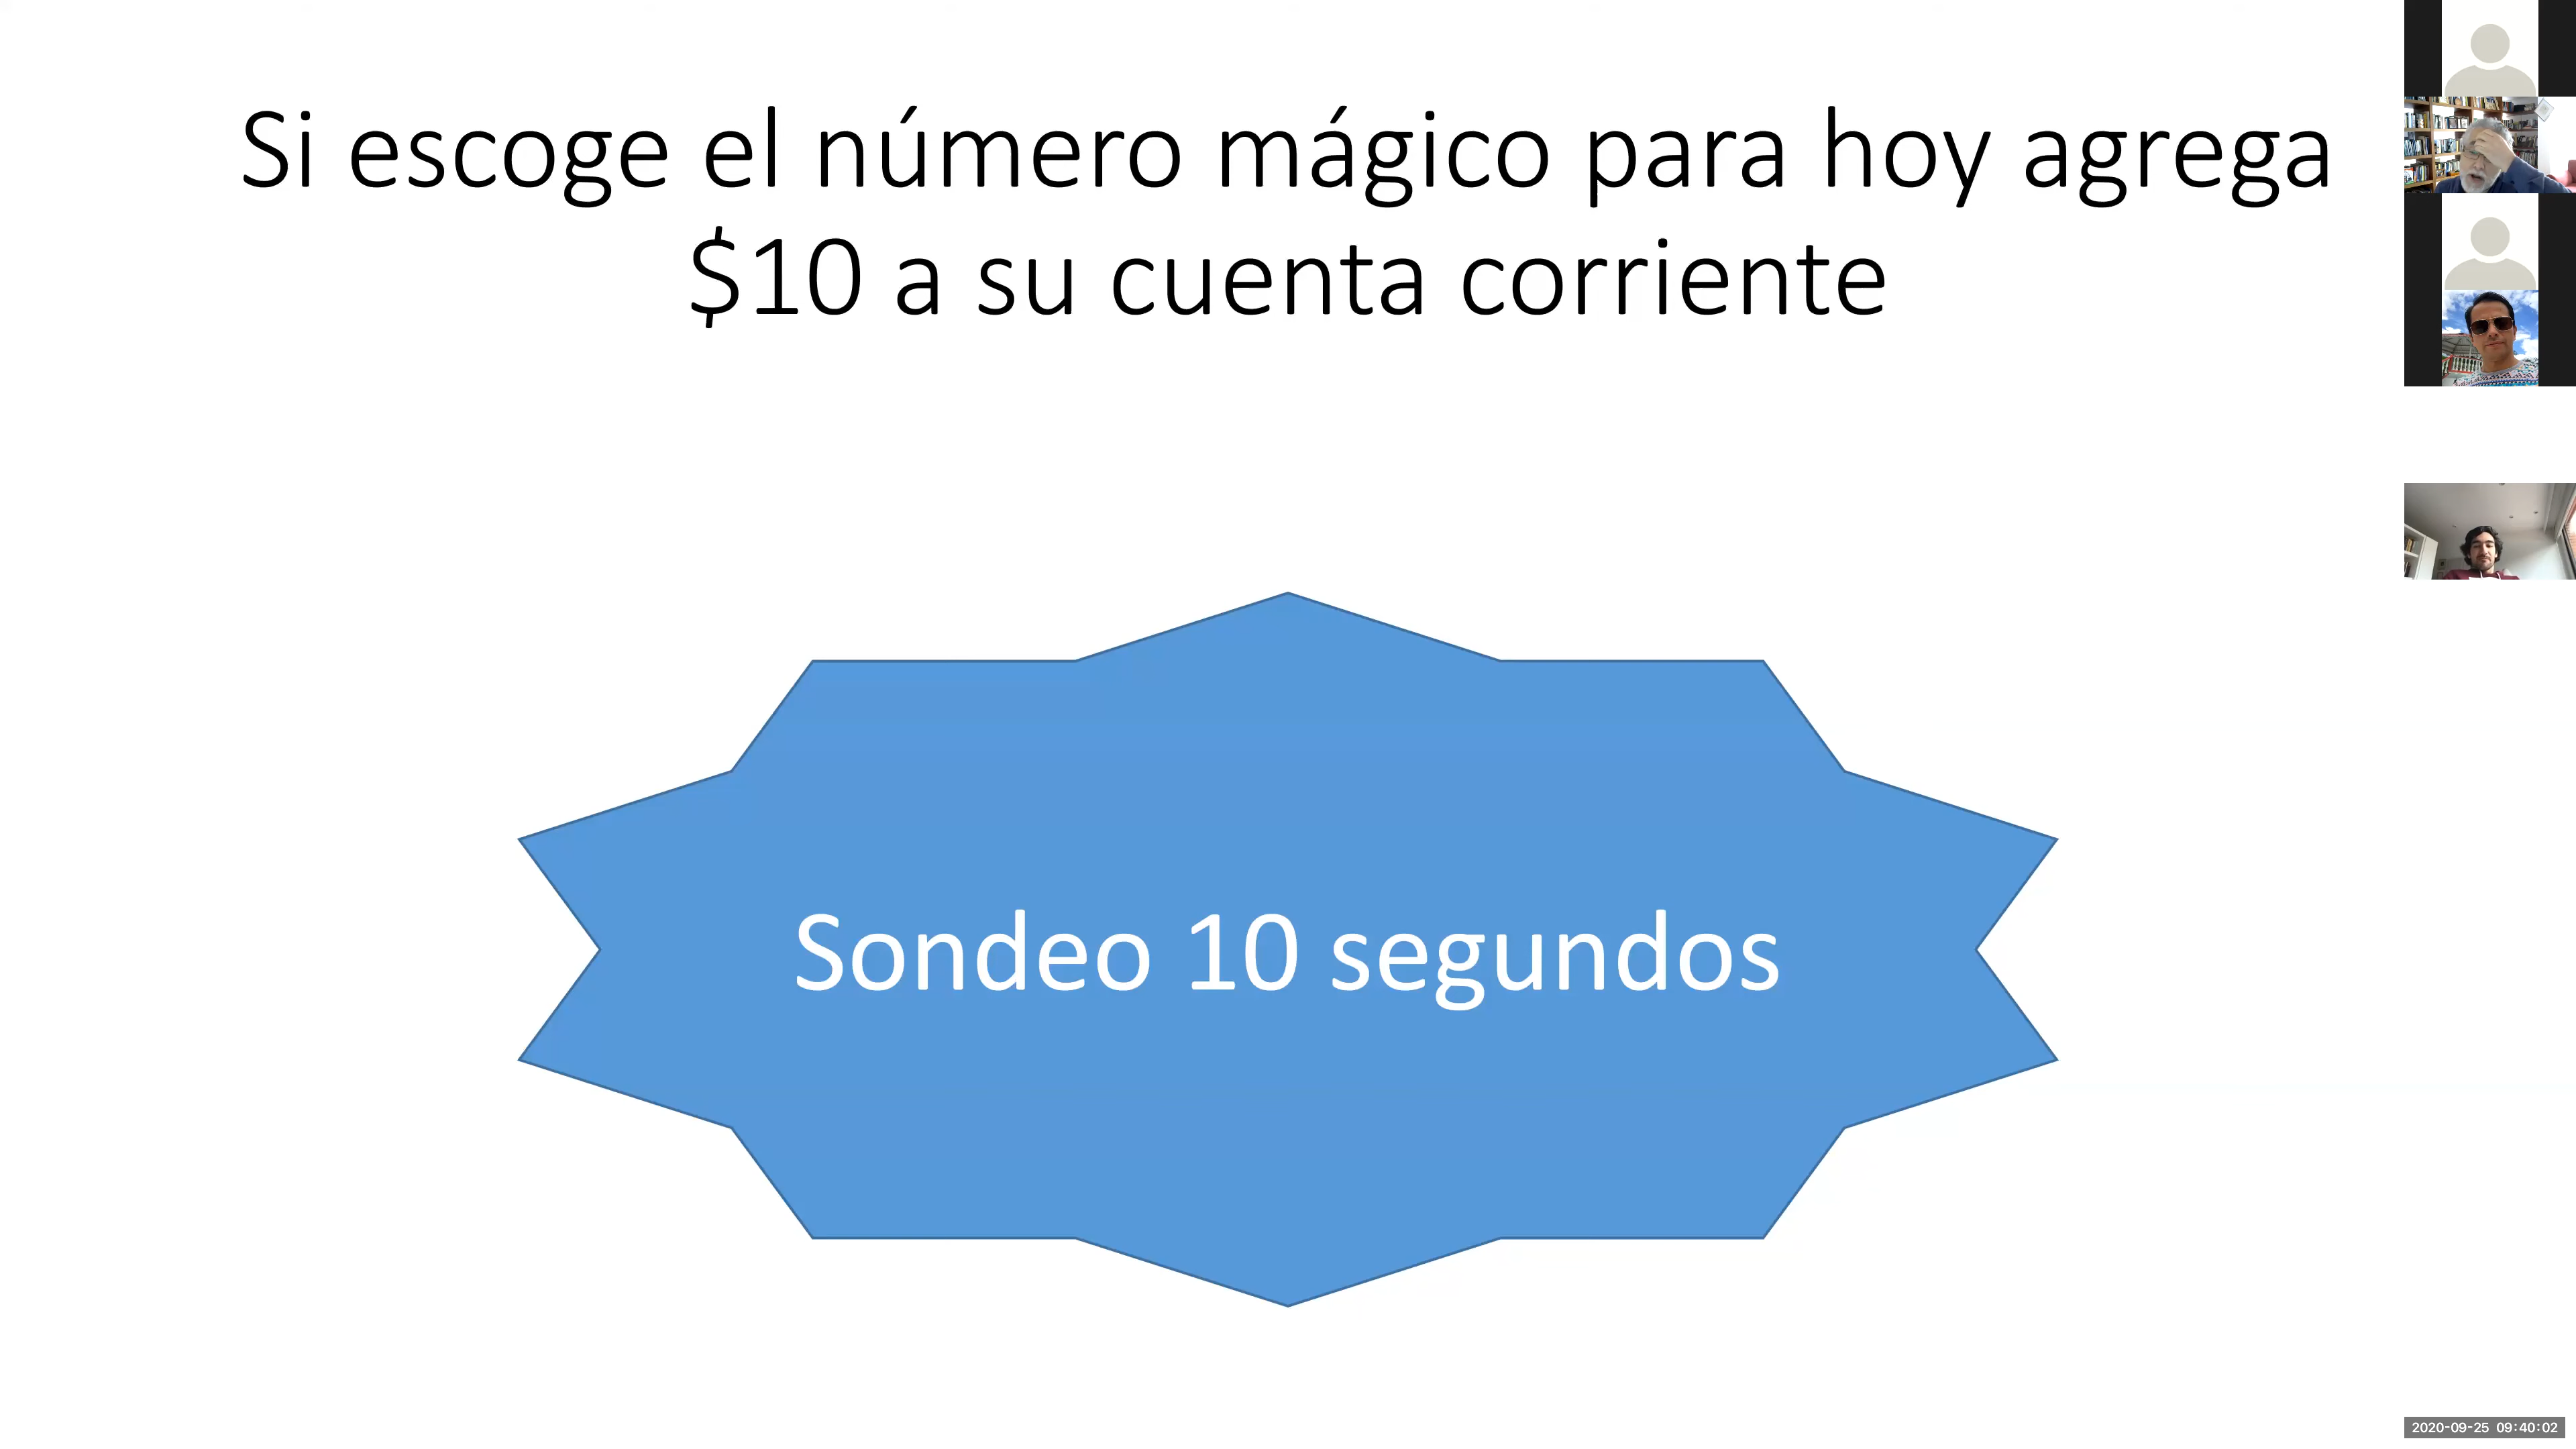 Si escoge el número mágico para hoy agrega
$10 a su cuenta corriente
Sondeo 10 segundos
2020-09-25 09:40:02